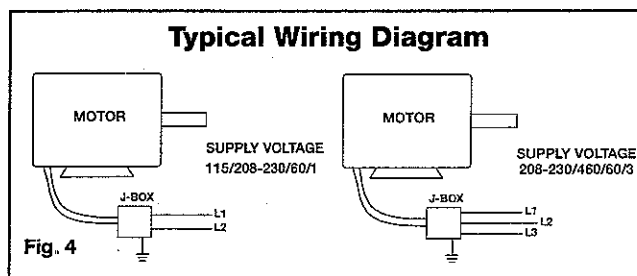 Typical Wiring Diagram
MOTOR
SUPPLY VOLTAGE
115/208-230/60/1
J-BOX
L1
L2
Fig. 4
MOTOR
SUPPLY VOLTAGE
208-230/460/60/3
J-BOX
L1
L2
L3